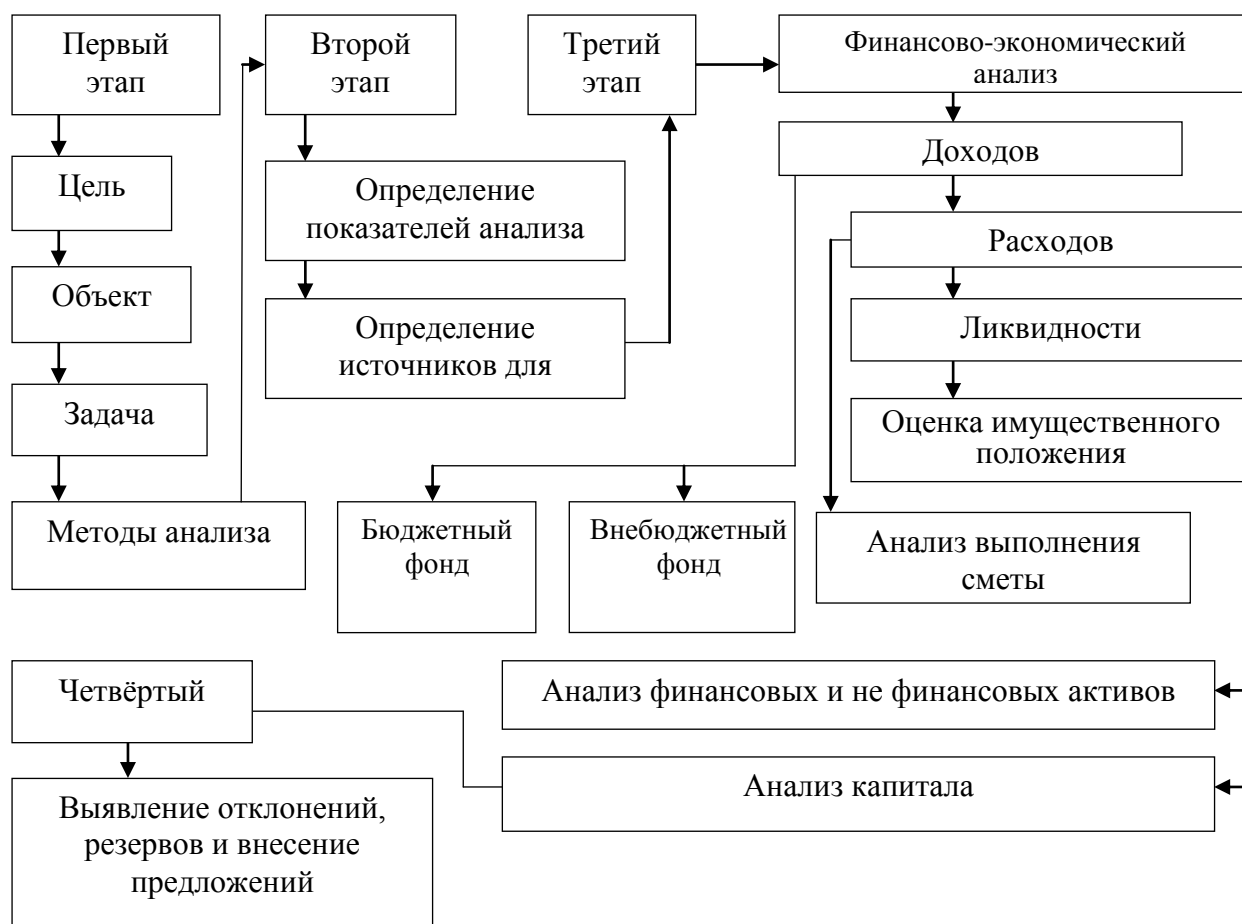 Первый
этап
Второй
этап
Третий
этап
Финансово-экономический
анализ
Доходов
Цель
Определение
показателей анализа
Расходов
Объект
Определение
источников для
Ликвидности
Задача
Оценка имущественного
положения
Методы анализа
Бюджетный
фонд
Внебюджетный
фонд
Анализ выполнения
сметы
Четвёртый
Анализ финансовых и не финансовых активов
Анализ капитала
Выявление отклонений,
резервов и внесение
предложений